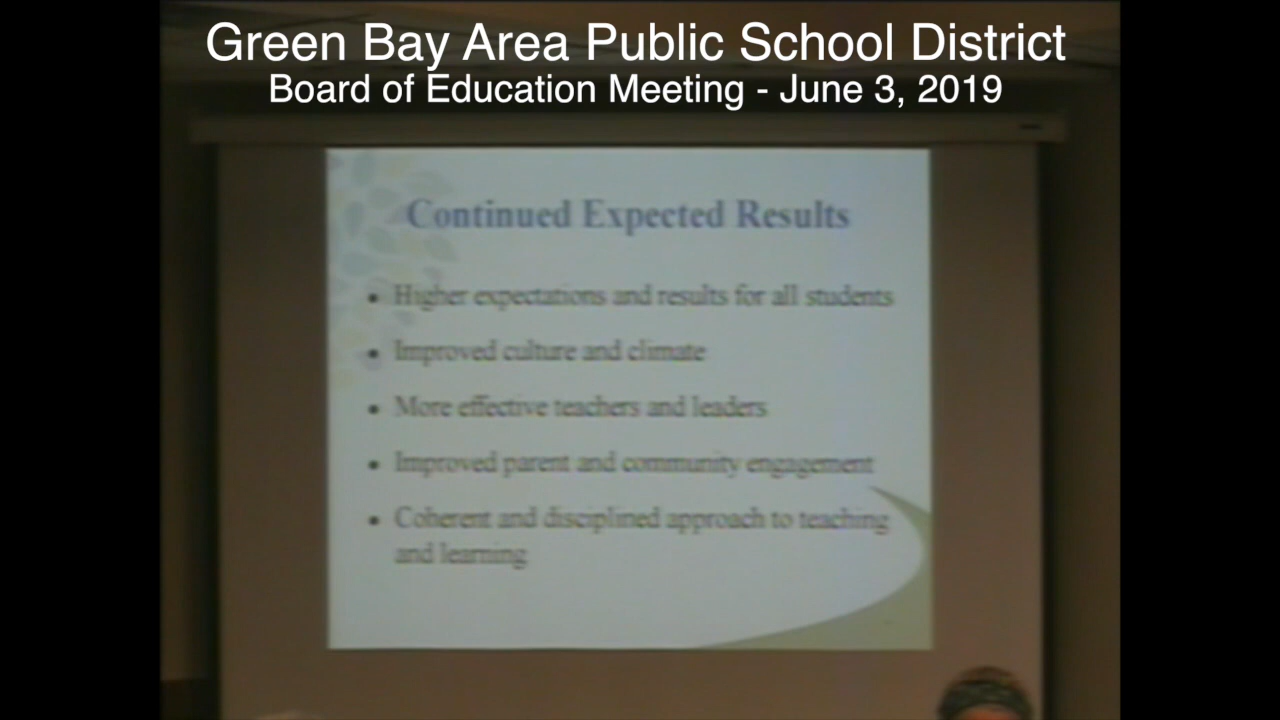 Green Bay Area Public School District
Board of Education Meeting - June 3, 2019
Continued Expected Results
• Higher expectations and results for all students
• Improved culture and climate
• More effective teachers and leaders
• Improved parent and community engagement
• Coherent and disciplined approach to teaching
and learning